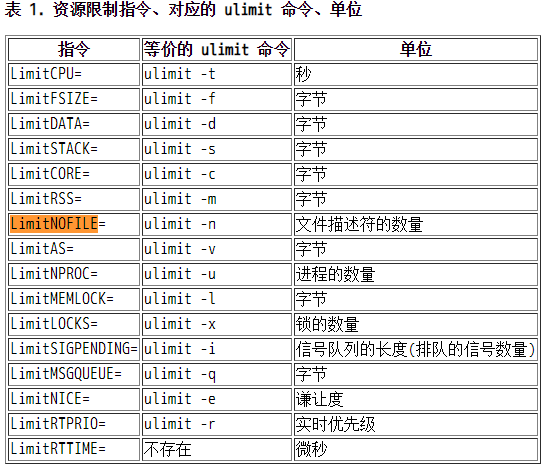 表 1. 资源限制指令、对应的 ulimit 命令、单位
指令 等价的 ulimit 命令 单位
LimitCPU= ulimit -t 秒
LimitFSIZE= ulimit -f 字节
LimitDATA= ulimit -d 字节
LimitSTACK= ulimit -s 字节
LimitCORE= ulimit -c 字节
LimitRSS= ulimit -m 字节
LimitNOFILE= ulimit -n 文件描述符的数量
LimitAS= ulimit -v 字节
LimitNPROC= ulimit -u 进程的数量
LimitMEMLOCK= ulimit -l 字节
LimitLOCKS= ulimit -x 锁的数量
LimitSIGPENDING= ulimit -i 信号队列的长度(排队的信号数量)
LimitMSGQUEUE= ulimit -q 字节
LimitNICE= ulimit -e 谦让度
LimitRTPRIO= ulimit -r 实时优先级
LimitRTTIME= 不存在 微秒